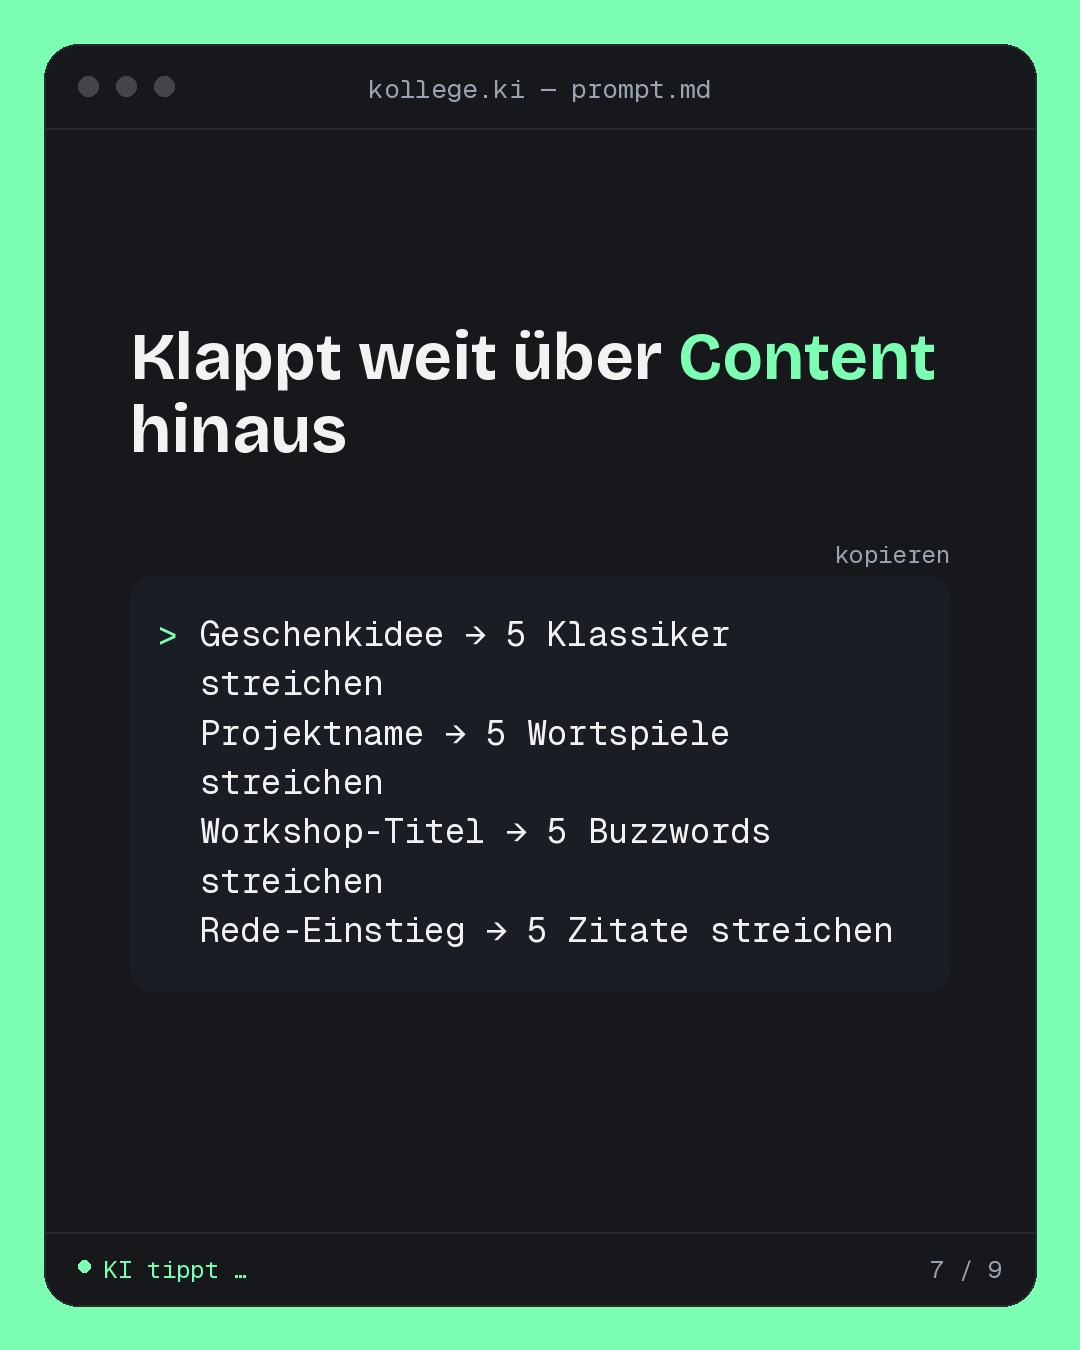 kollege.ki — prompt.md
Klappt weit über Content
hinaus
kopieren
> Geschenkidee → 5 Klassiker
streichen
Projektname → 5 Wortspiele
streichen
Workshop-Titel → 5 Buzzwords
streichen
Rede-Einstieg → 5 Zitate streichen
KI tippt …
7 / 9